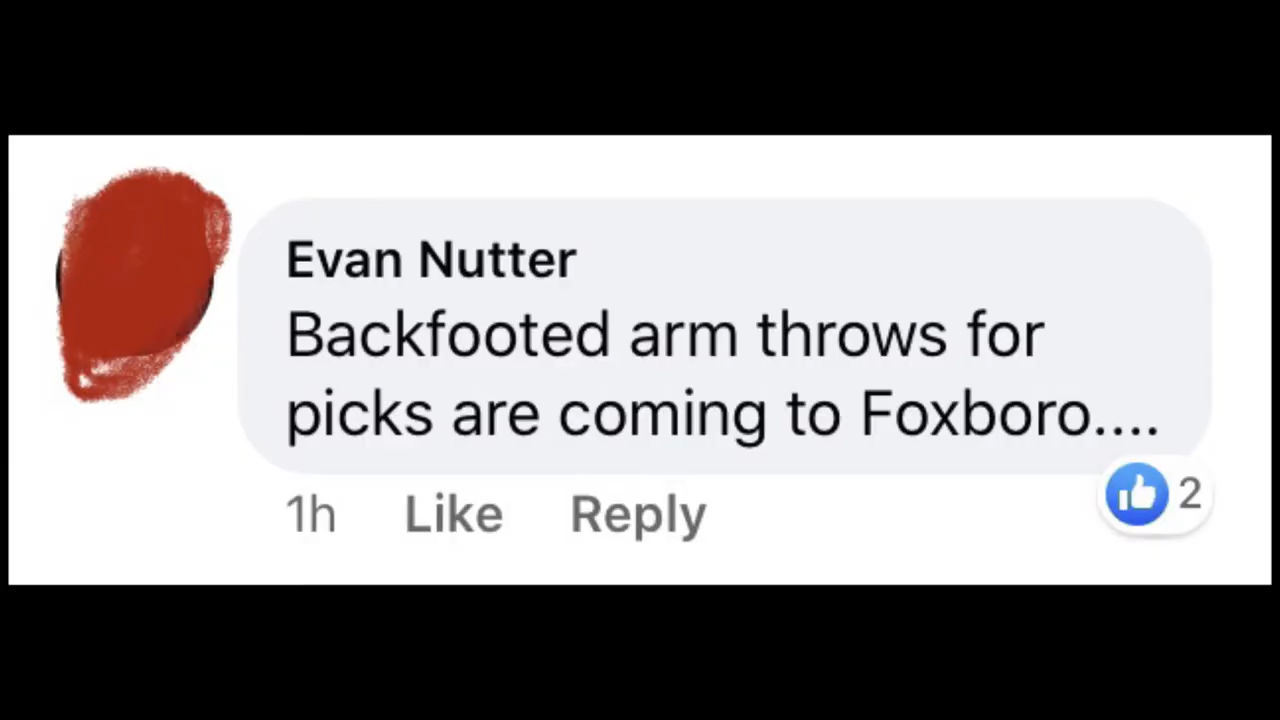 Evan Nutter
Backfooted arm throws for
picks are coming to Foxboro....
1h Like Reply
2